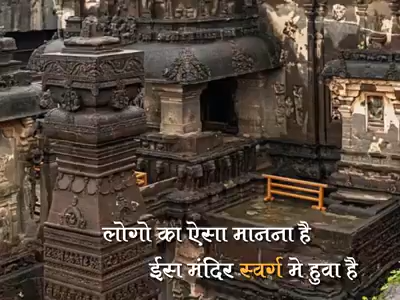 लोगो का ऐसा मानना है
ईस मंदिर स्वर्ग मे हुवा है